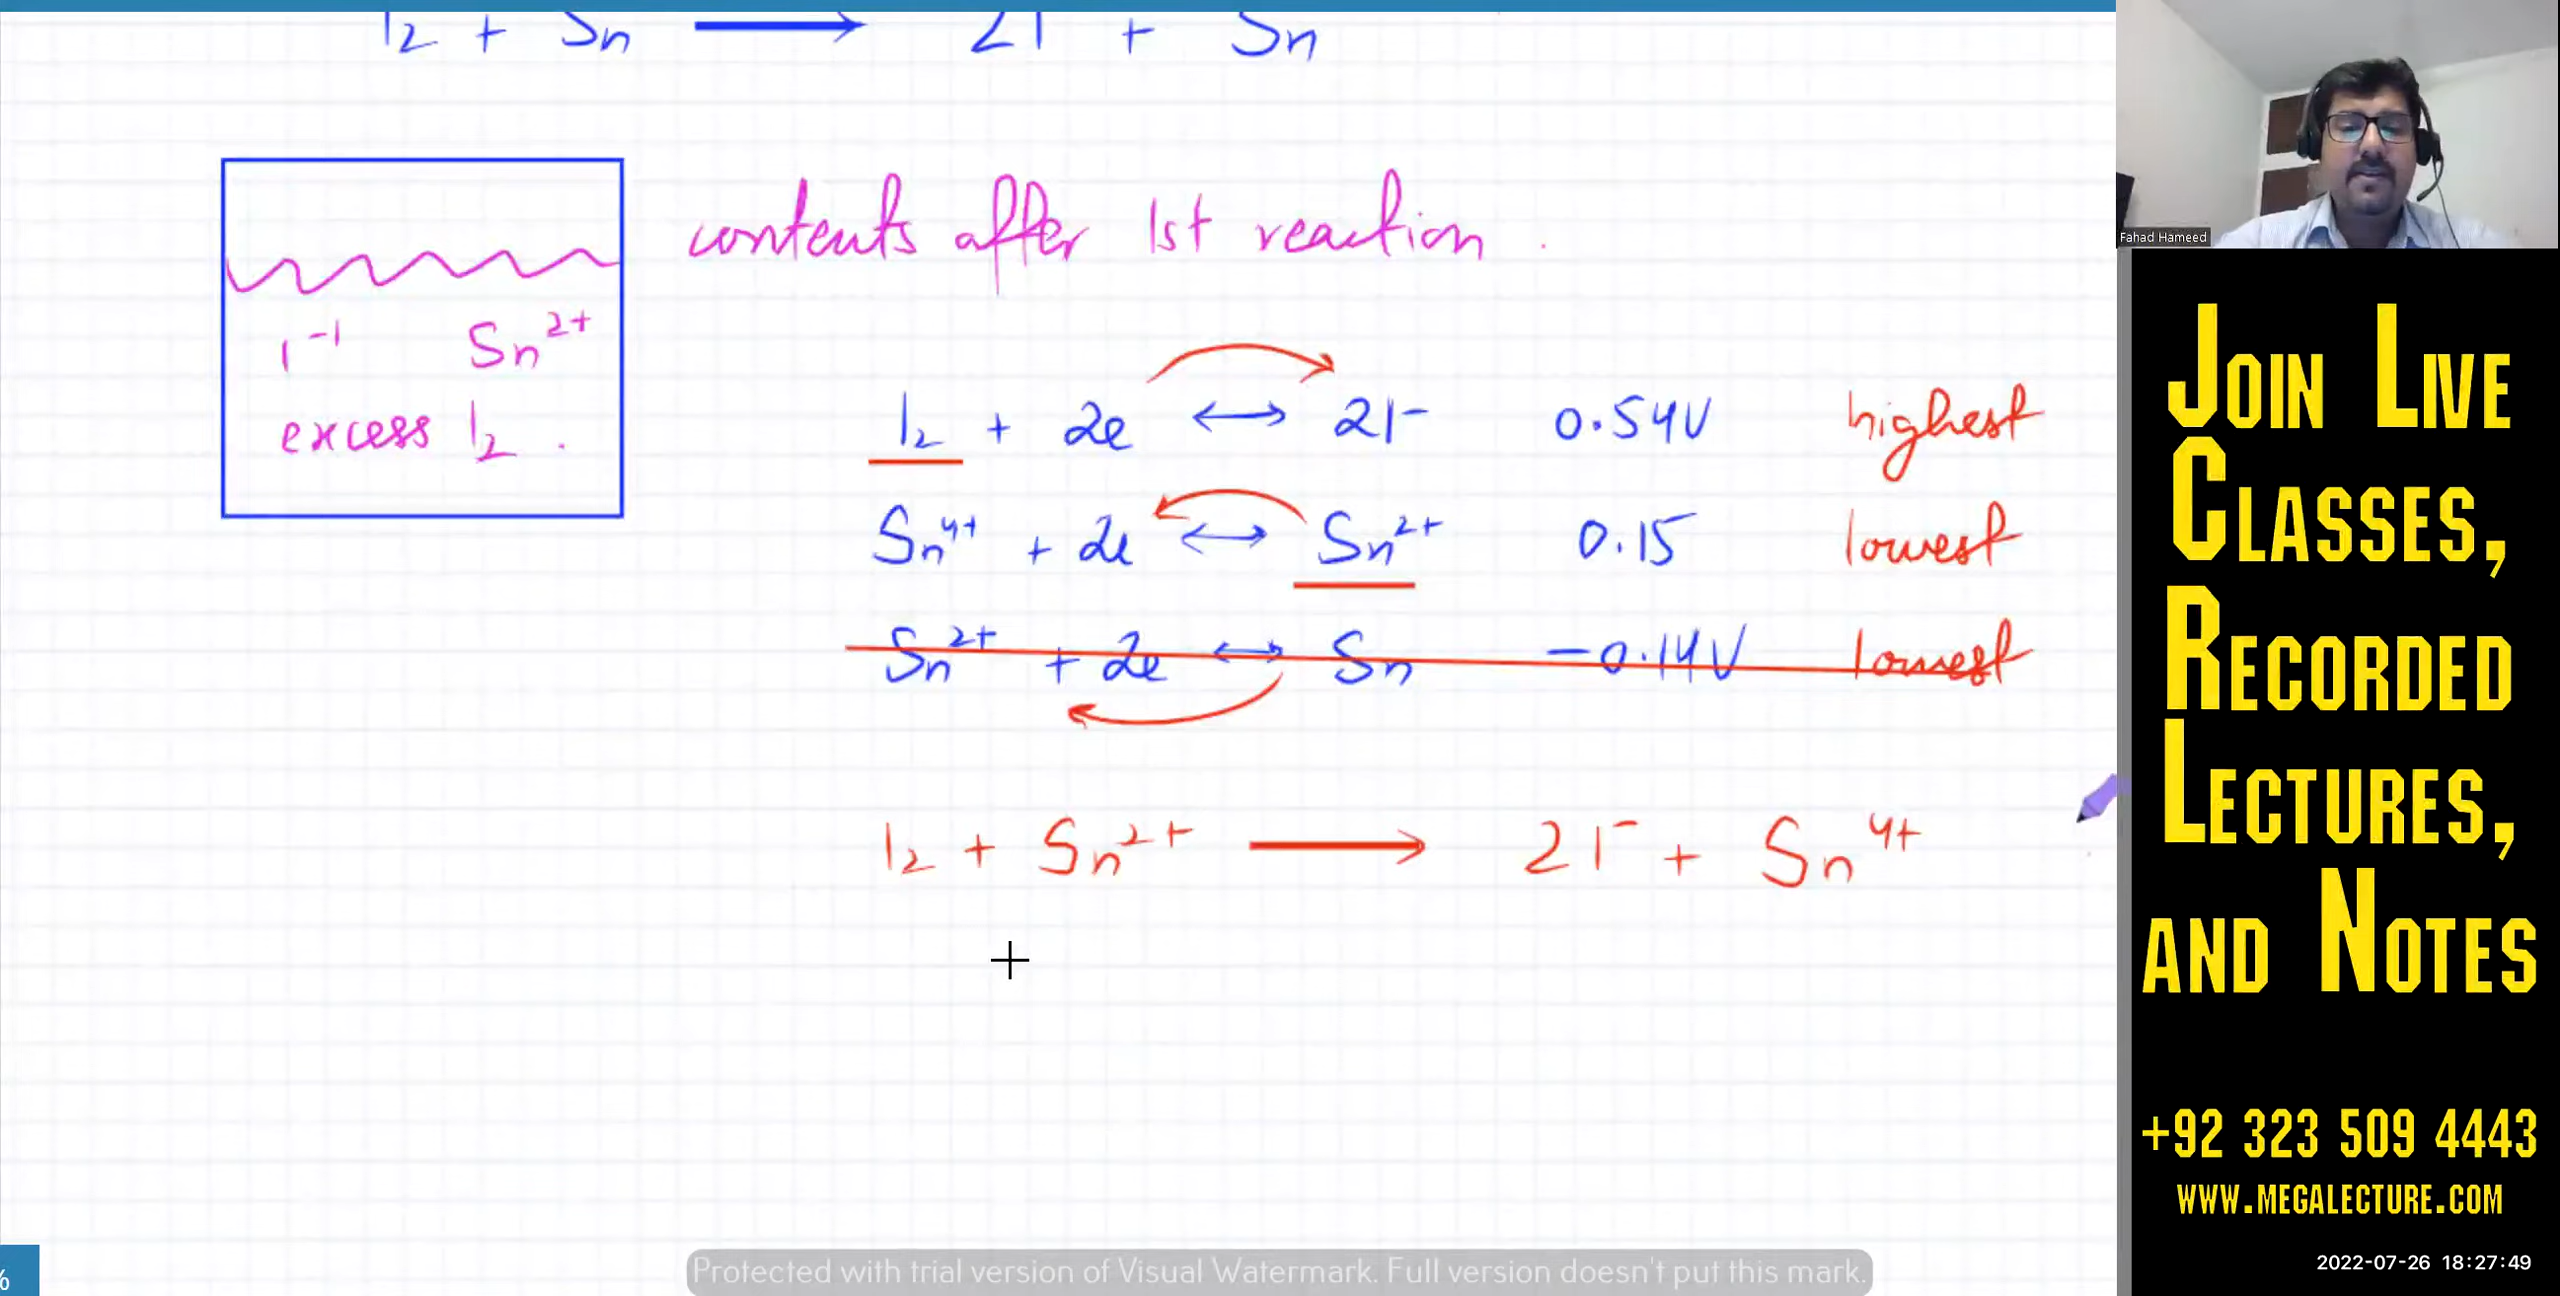 I₂ + Sn ⟶ 2I + Sn
contents after 1st reaction.
I⁻¹ Sn²⁺
excess I₂.
I₂ + 2e ⟷ 2I⁻ 0.54V highest
Sn⁴⁺ + 2e ⟷ Sn²⁺ 0.15 lowest
Sn²⁺ + 2e ⟷ Sn -0.14V lowest
I₂ + Sn²⁺ ⟶ 2I⁻ + Sn⁴⁺
Fahad Hameed
JOIN LIVE
CLASSES,
RECORDED
LECTURES,
AND NOTES
+92 323 509 4443
WWW.MEGALECTURE.COM
2022-07-26 18:27:49
Protected with trial version of Visual Watermark. Full version doesn't put this mark.
%